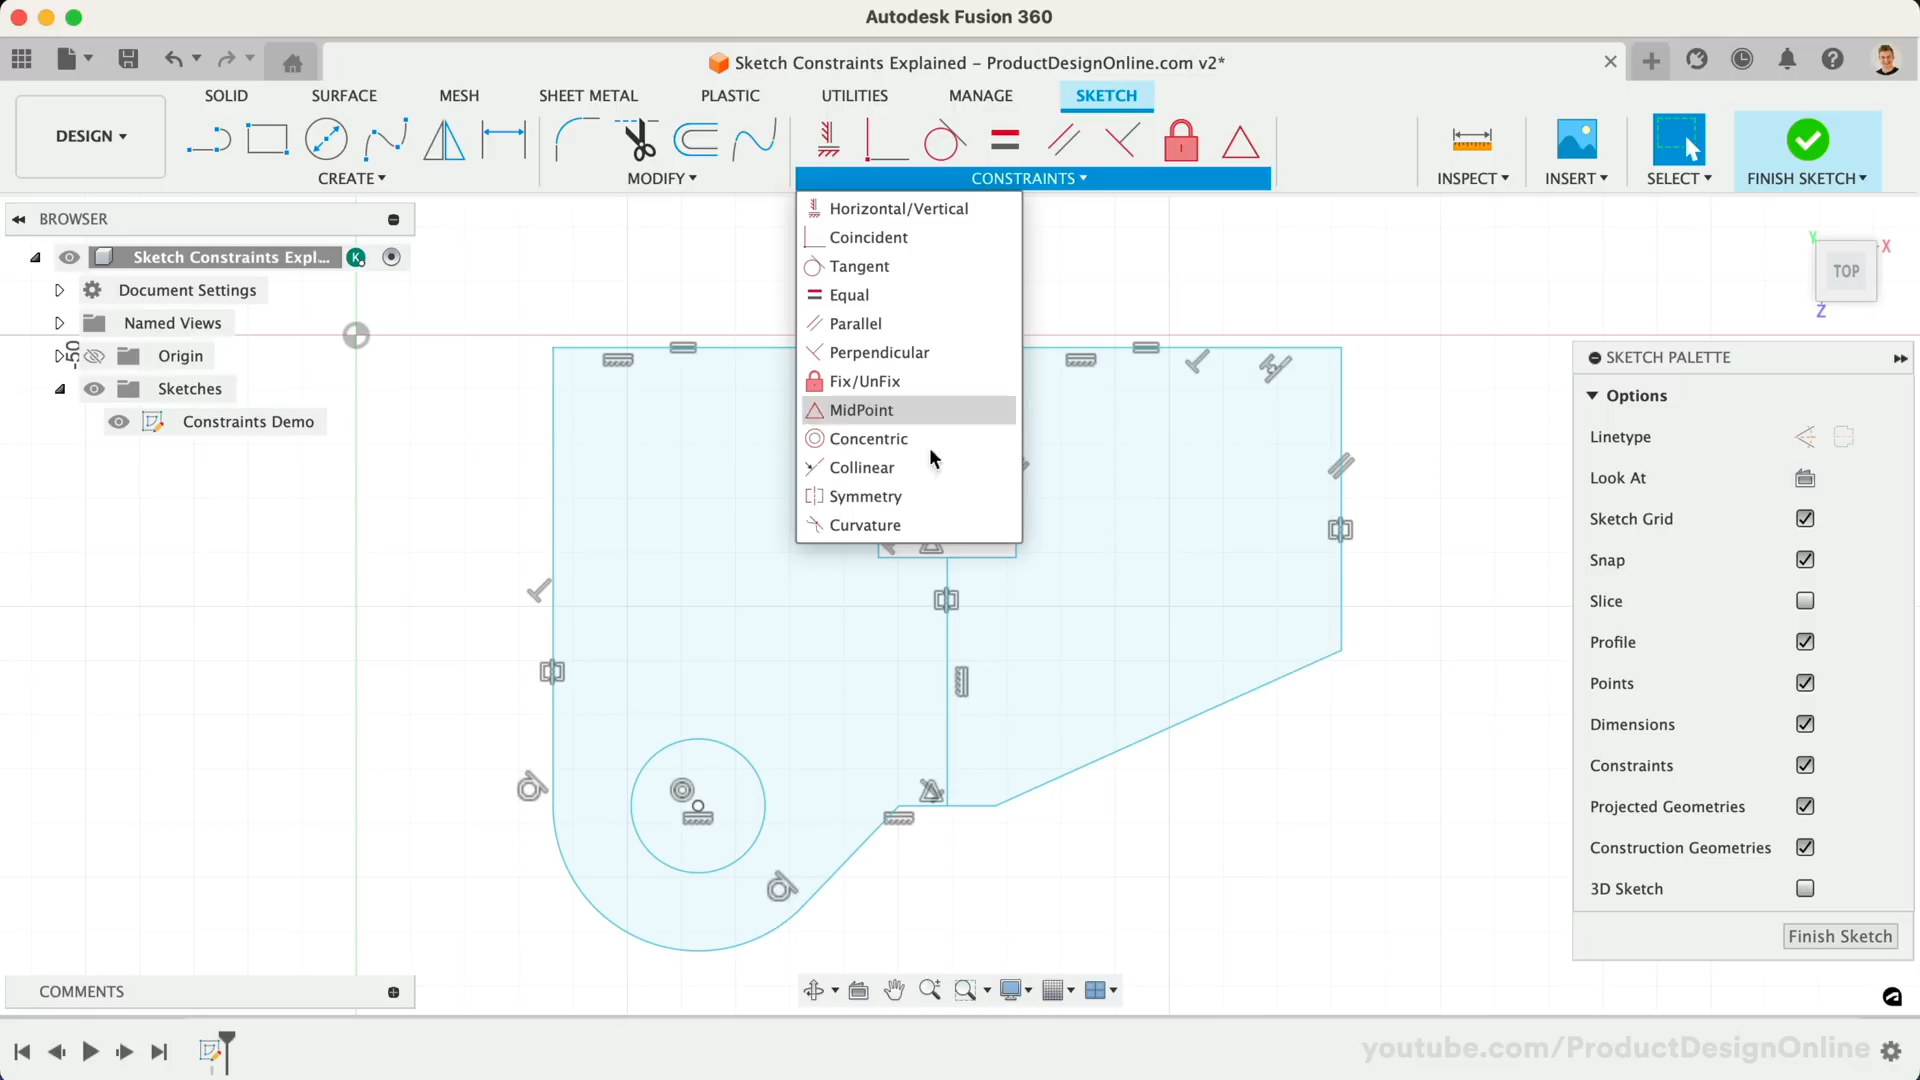 Autodesk Fusion 360
Sketch Constraints Explained – ProductDesignOnline.com v2*
SOLID SURFACE MESH SHEET METAL PLASTIC UTILITIES MANAGE SKETCH
DESIGN
CREATE MODIFY CONSTRAINTS INSPECT INSERT SELECT FINISH SKETCH
BROWSER
Sketch Constraints Expl... K
Document Settings
Named Views
Origin
Sketches
Constraints Demo
-50
Horizontal/Vertical
Coincident
Tangent
Equal
Parallel
Perpendicular
Fix/UnFix
MidPoint
Concentric
Collinear
Symmetry
Curvature
Y X
TOP
Z
SKETCH PALETTE
Options
Linetype
Look At
Sketch Grid
Snap
Slice
Profile
Points
Dimensions
Constraints
Projected Geometries
Construction Geometries
3D Sketch
Finish Sketch
COMMENTS
youtube.com/ProductDesignOnline